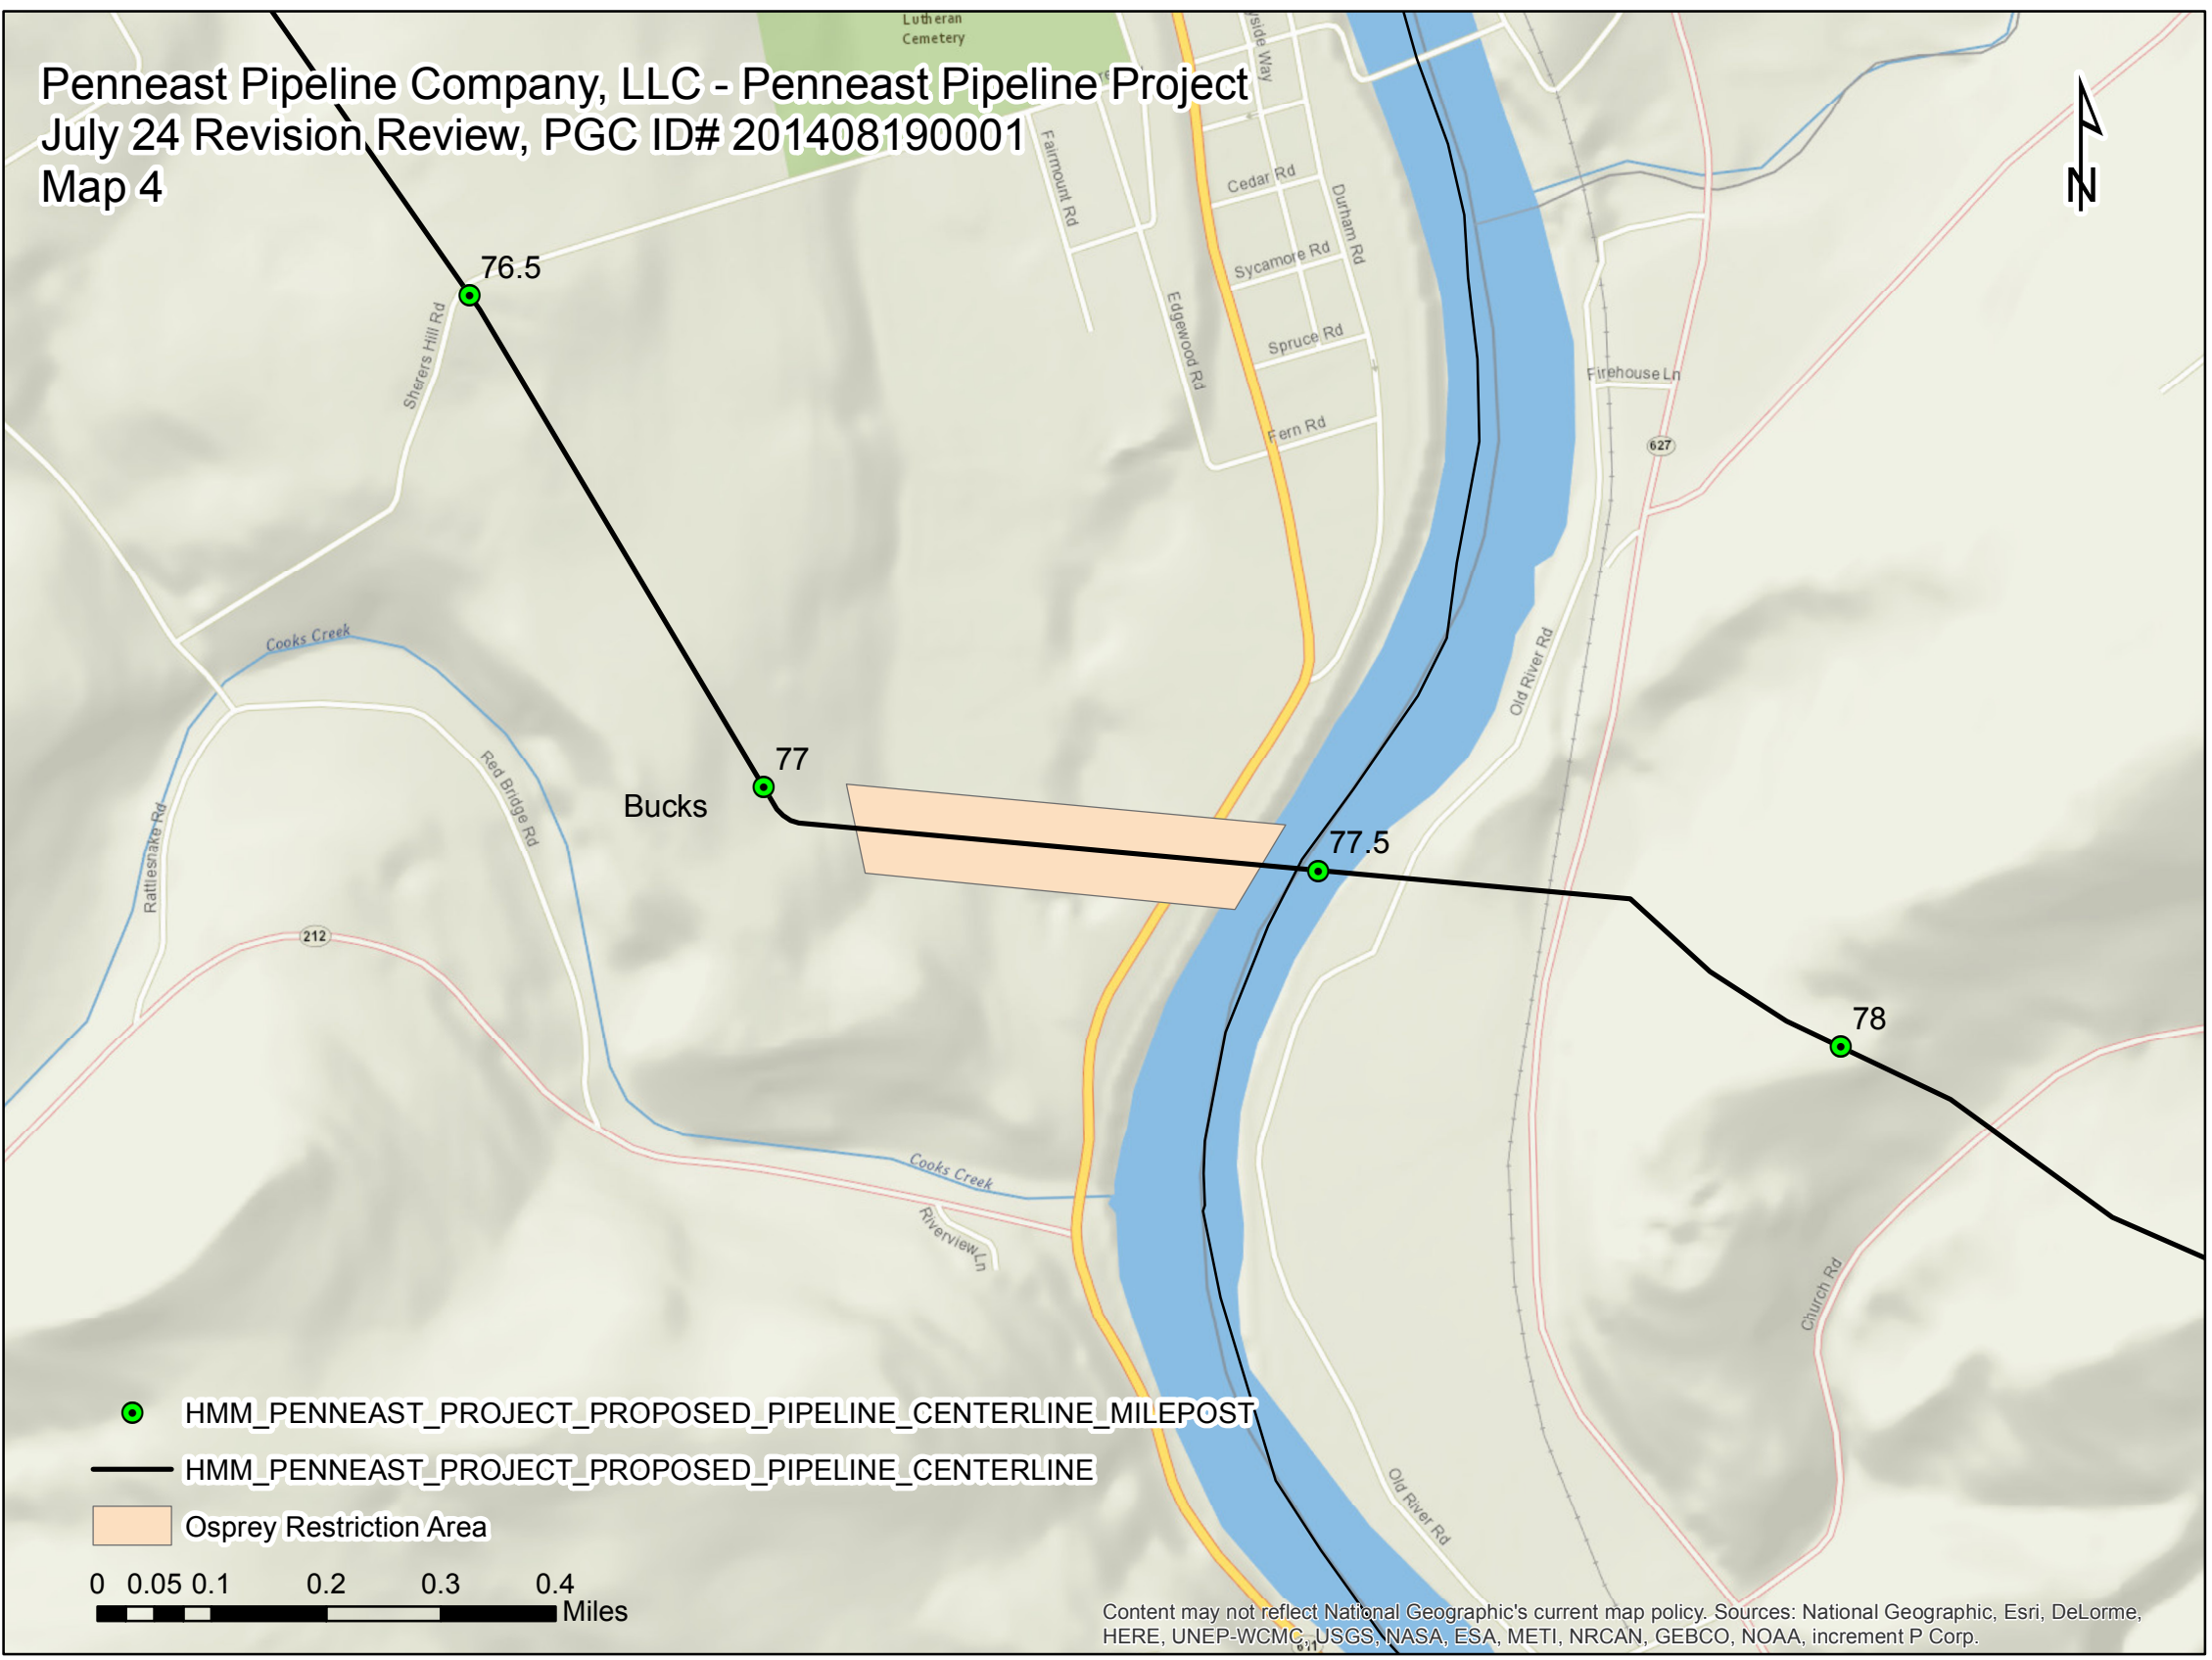 Lutheran
Cemetery
Penneast Pipeline Company, LLC - Penneast Pipeline Project
July 24 Revision Review, PGC ID# 201408190001
Map 4
N
Fairmount Rd
Cedar Rd
Durham Rd
Sycamore Rd
76.5
Sherers Hill Rd
Edgewood Rd
Spruce Rd
Firehouse Ln
Fern Rd
627
Cooks Creek
Old River Rd
Red Bridge Rd
77
Bucks
77.5
Rattlesnake Rd
212
78
Cooks Creek
Riverview Ln
Church Rd
HMM_PENNEAST_PROJECT_PROPOSED_PIPELINE_CENTERLINE_MILEPOST
HMM_PENNEAST_PROJECT_PROPOSED_PIPELINE_CENTERLINE
Old River Rd
Osprey Restriction Area
0 0.05 0.1 0.2 0.3 0.4
Miles
Content may not reflect National Geographic's current map policy. Sources: National Geographic, Esri, DeLorme,
HERE, UNEP-WCMC, USGS, NASA, ESA, METI, NRCAN, GEBCO, NOAA, increment P Corp.
611